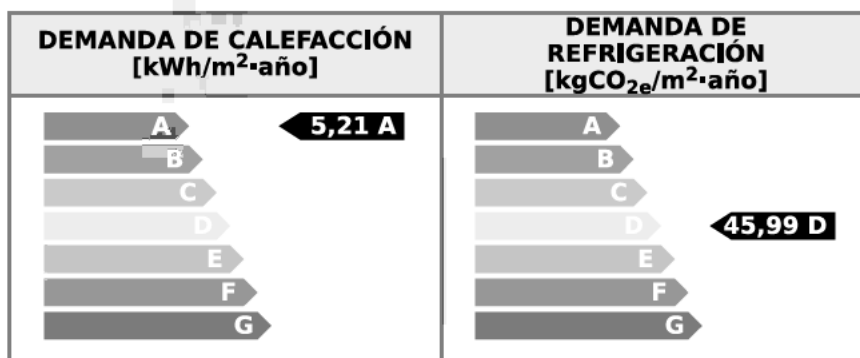 DEMANDA DE CALEFACCIÓN
[kWh/m²·año]
A
B
C
D
E
F
G
5,21 A
DEMANDA DE
REFRIGERACIÓN
[kgCO₂e/m²·año]
A
B
C
D
E
F
G
45,99 D